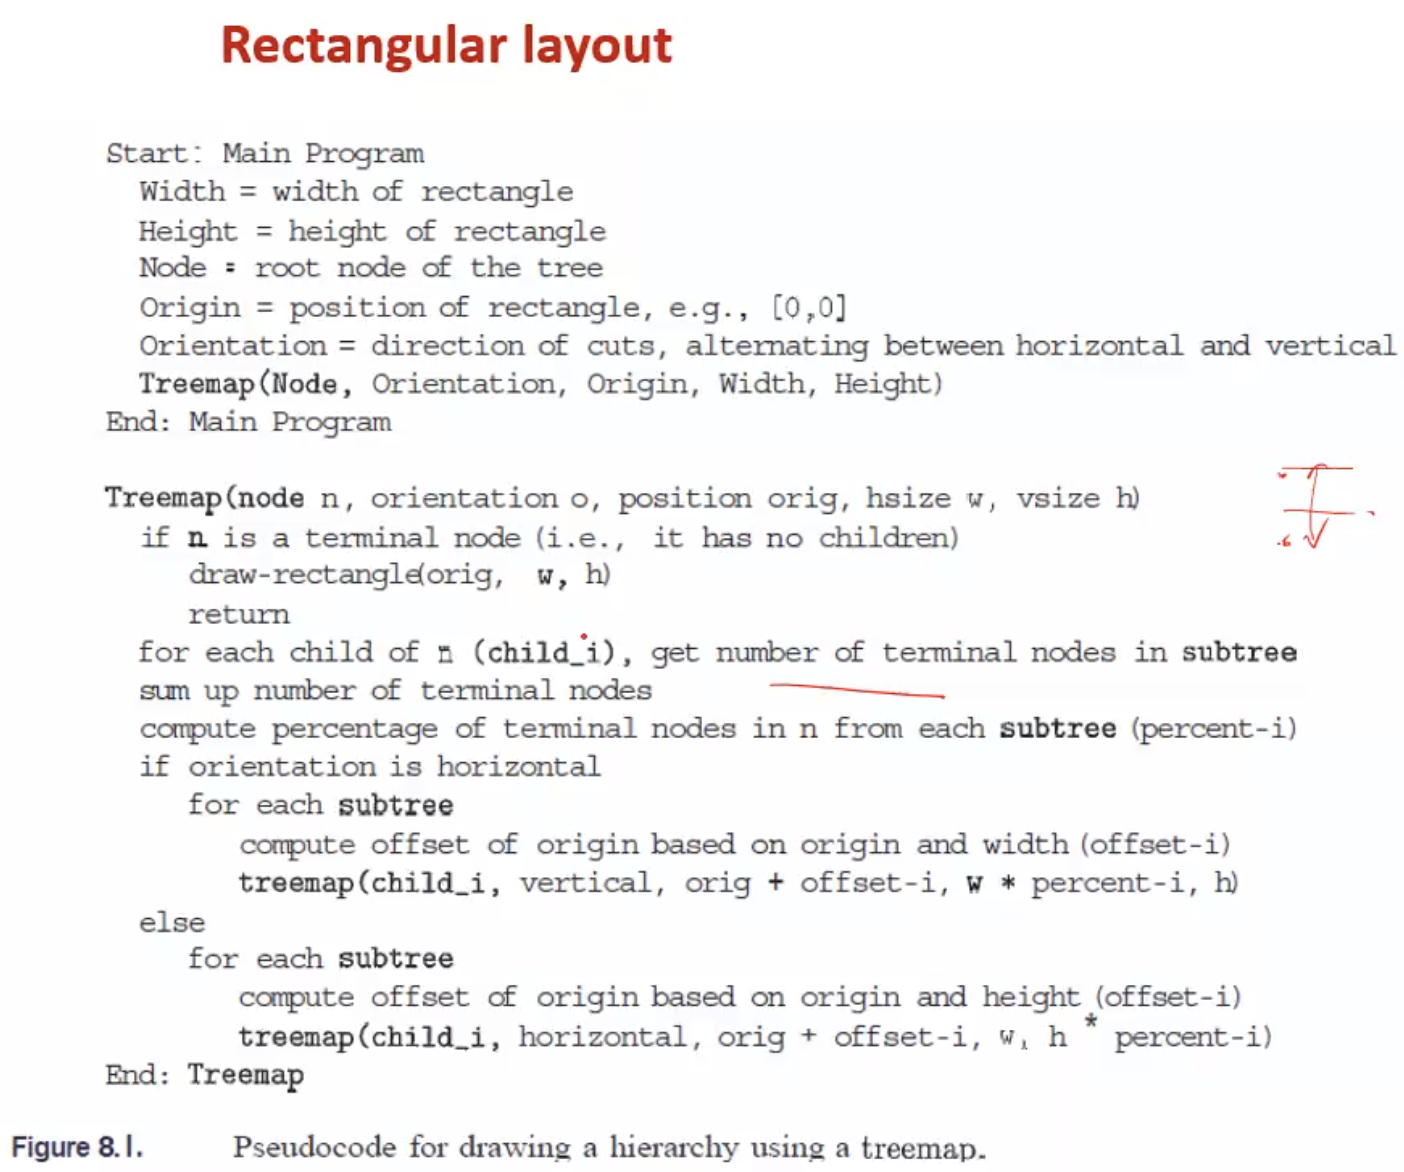 Rectangular layout
Start: Main Program
Width = width of rectangle
Height = height of rectangle
Node = root node of the tree
Origin = position of rectangle, e.g., [0,0]
Orientation = direction of cuts, alternating between horizontal and vertical
Treemap(Node, Orientation, Origin, Width, Height)
End: Main Program
Treemap(node n, orientation o, position orig, hsize w, vsize h)
if n is a terminal node (i.e., it has no children)
draw-rectangle(orig, w, h)
.6
return
for each child of n (child_i), get number of terminal nodes in subtree
sum up number of terminal nodes
compute percentage of terminal nodes in n from each subtree (percent-i)
if orientation is horizontal
for each subtree
compute offset of origin based on origin and width (offset-i)
treemap(child_i, vertical, orig + offset-i, w * percent-i, h)
else
for each subtree
compute offset of origin based on origin and height (offset-i)
treemap(child_i, horizontal, orig + offset-i, w, h * percent-i)
End: Treemap
Figure 8.1. Pseudocode for drawing a hierarchy using a treemap.